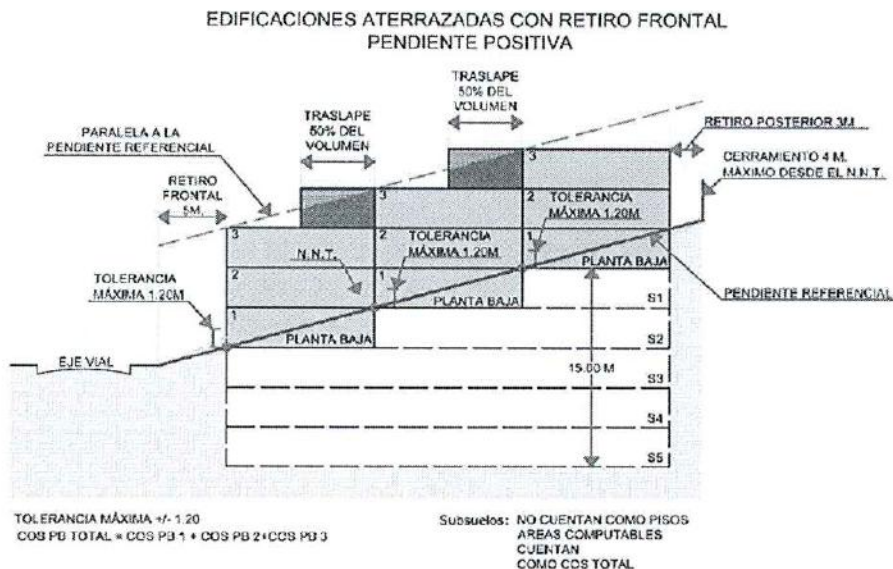 EDIFICACIONES ATERRAZADAS CON RETIRO FRONTAL
PENDIENTE POSITIVA
TRASLAPE
50% DEL
VOLUMEN
TRASLAPE
50% DEL
VOLUMEN
PARALELA A LA
PENDIENTE REFERENCIAL
RETIRO POSTERIOR 3M
CERRAMIENTO 4 M.
MÁXIMO DESDE EL N.N.T.
RETIRO
FRONTAL
5M.
3
3
2
TOLERANCIA
MÁXIMA 1.20M
3
2
TOLERANCIA
MÁXIMA 1.20M
1
PLANTA BAJA
N.N.T.
TOLERANCIA
MÁXIMA 1.20M
2
1
PLANTA BAJA
S1
PENDIENTE REFERENCIAL
1
PLANTA BAJA
S2
EJE VIAL
15.00 M
S3
S4
S5
TOLERANCIA MÁXIMA +/- 1.20
COS PB TOTAL = COS PB 1 + COS PB 2+COS PB 3
Subsuelos: NO CUENTAN COMO PISOS
AREAS COMPUTABLES
CUENTAN
COMO COS TOTAL